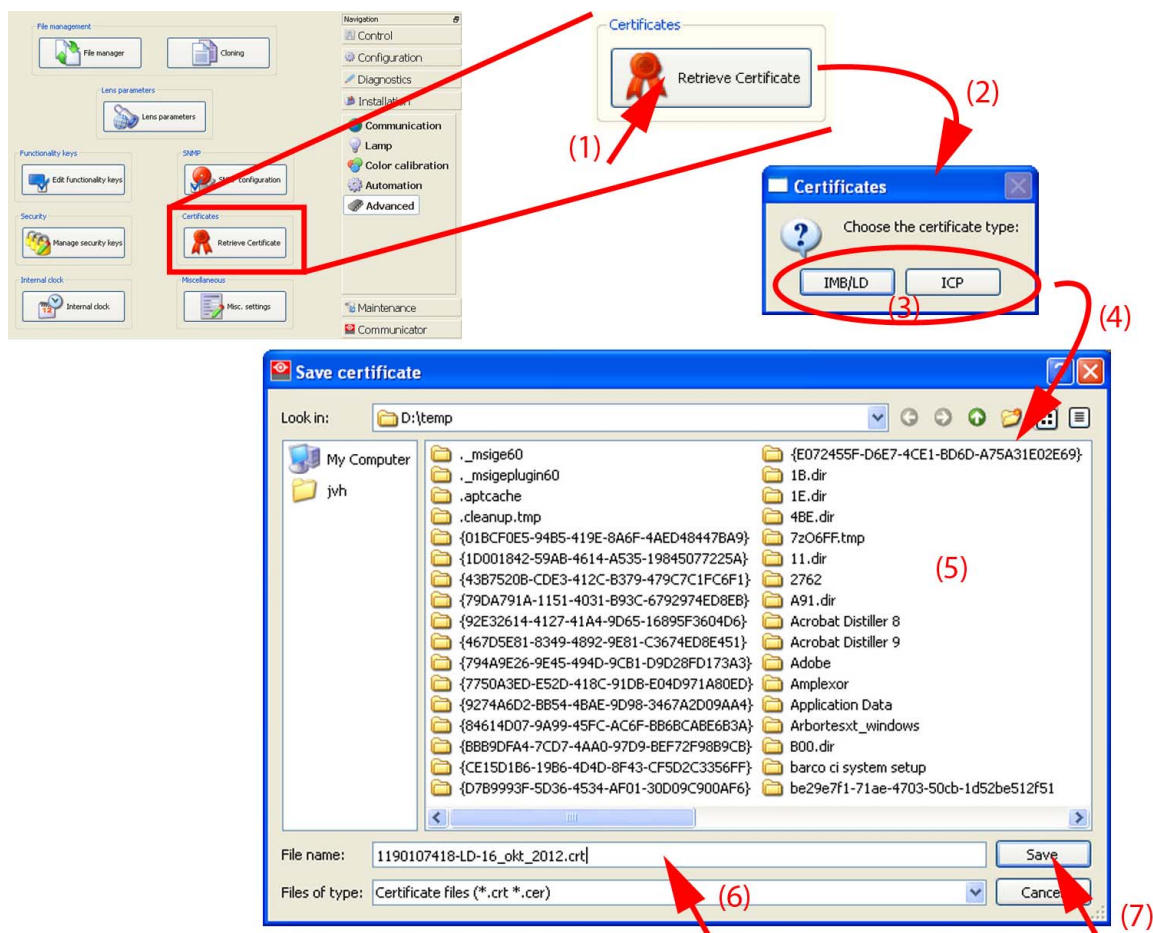 File management
File manager
Cloning
Lens parameters
Lens parameters
Functionality keys
SNMP
Edit functionality keys
SNMP configuration
Security
Certificates
Manage security keys
Retrieve Certificate
Internal clock
Miscellaneous
12
Internal clock
Misc. settings
Navigation
Control
Configuration
Diagnostics
Installation
Communication
Lamp
Color calibration
Automation
Advanced
Maintenance
Communicator
Certificates
Retrieve Certificate
(1)
(2)
Certificates
?
Choose the certificate type:
IMB/LD
ICP
(3)
(4)
Save certificate
Look in:
D:\temp
My Computer
jvh
._msige60
._msigeplugin60
.aptcache
.cleanup.tmp
{01BCF0E5-94B5-419E-8A6F-4AED48447BA9}
{1D001842-59AB-4614-A535-19845077225A}
{43B7520B-CDE3-412C-B379-479C7C1FC6F1}
{79DA791A-1151-4031-B93C-6792974ED8EB}
{92E32614-4127-41A4-9D65-16895F3604D6}
{467D5E81-8349-4892-9E81-C3674ED8E451}
{794A9E26-9E45-494D-9CB1-D9D28FD173A3}
{7750A3ED-E52D-418C-91DB-E04D971A80ED}
{9274A6D2-BB54-4BAE-9D98-3467A2D09AA4}
{84614D07-9A99-45FC-AC6F-BB6BCABE6B3A}
{BBB9DFA4-7CD7-4AA0-97D9-BEF72F98B9CB}
{CE15D1B6-19B6-4D4D-8F43-CF5D2C3356FF}
{D7B9993F-5D36-4534-AF01-30D09C900AF6}
{E072455F-D6E7-4CE1-BD6D-A75A31E02E69}
1B.dir
1E.dir
4BE.dir
7zO6FF.tmp
11.dir
2762
A91.dir
Acrobat Distiller 8
Acrobat Distiller 9
Adobe
Amplexor
Application Data
Arbortesxt_windows
B00.dir
barco ci system setup
be29e7f1-71ae-4703-50cb-1d52be512f51
(5)
File name:
1190107418-LD-16_okt_2012.crt
Save
Files of type:
Certificate files (*.crt *.cer)
Cancel
(6)
(7)